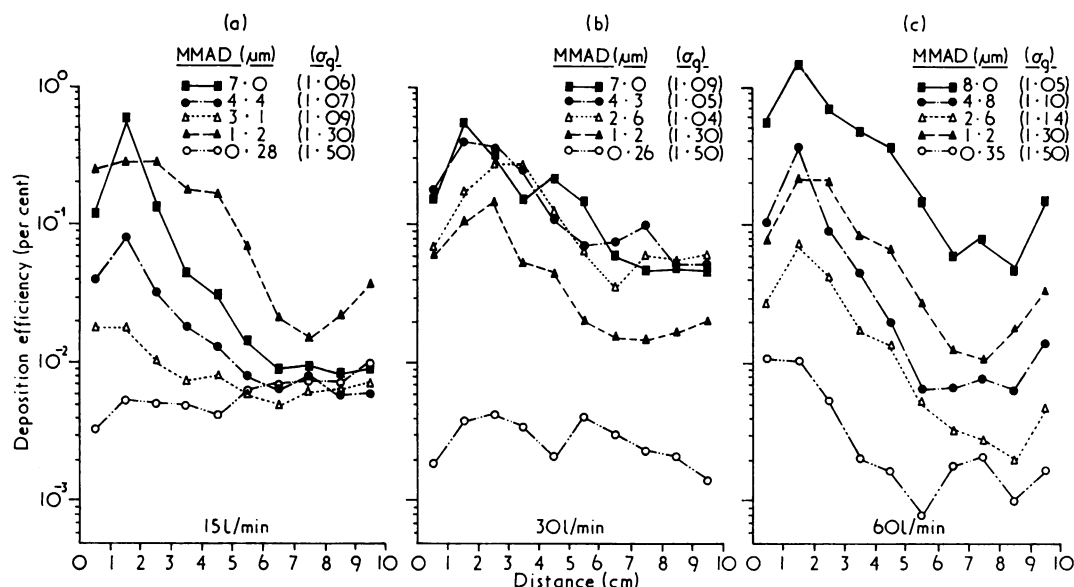 (a)
MMAD (μm) (σg)
7·0 (1·06)
4·4 (1·07)
3·1 (1·09)
1·2 (1·30)
0·28 (1·50)
(b)
MMAD (μm) (σg)
7·0 (1·09)
4·3 (1·05)
2·6 (1·04)
1·2 (1·30)
0·26 (1·50)
(c)
MMAD (μm) (σg)
8·0 (1·05)
4·8 (1·10)
2·6 (1·14)
1·2 (1·30)
0·35 (1·50)
Deposition efficiency (per cent)
10⁰
10⁻¹
10⁻²
10⁻³
15l/min
30l/min
60l/min
0 1 2 3 4 5 6 7 8 9 10
0 1 2 3 4 5 6 7 8 9 10
0 1 2 3 4 5 6 7 8 9 10
Distance (cm)